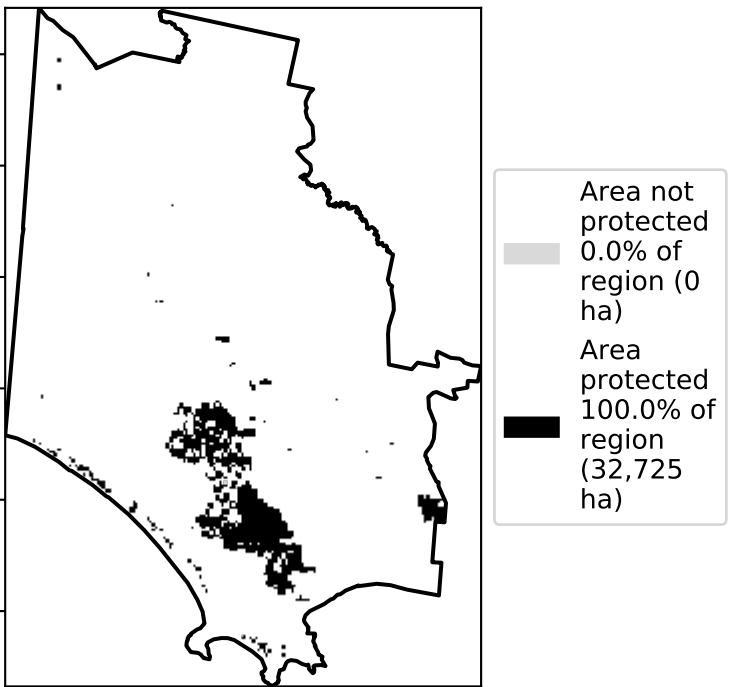 Area not
protected
0.0% of
region (0
ha)
Area
protected
100.0% of
region
(32,725
ha)